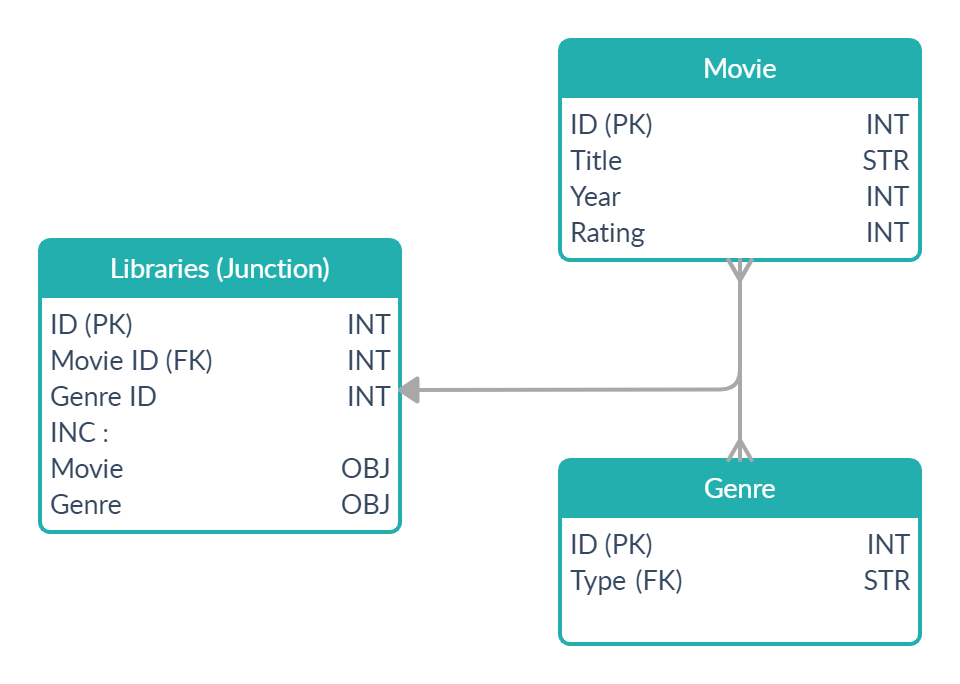 Movie
ID (PK) INT
Title STR
Year INT
Rating INT
Libraries (Junction)
ID (PK) INT
Movie ID (FK) INT
Genre ID INT
INC :
Movie OBJ
Genre OBJ
Genre
ID (PK) INT
Type (FK) STR